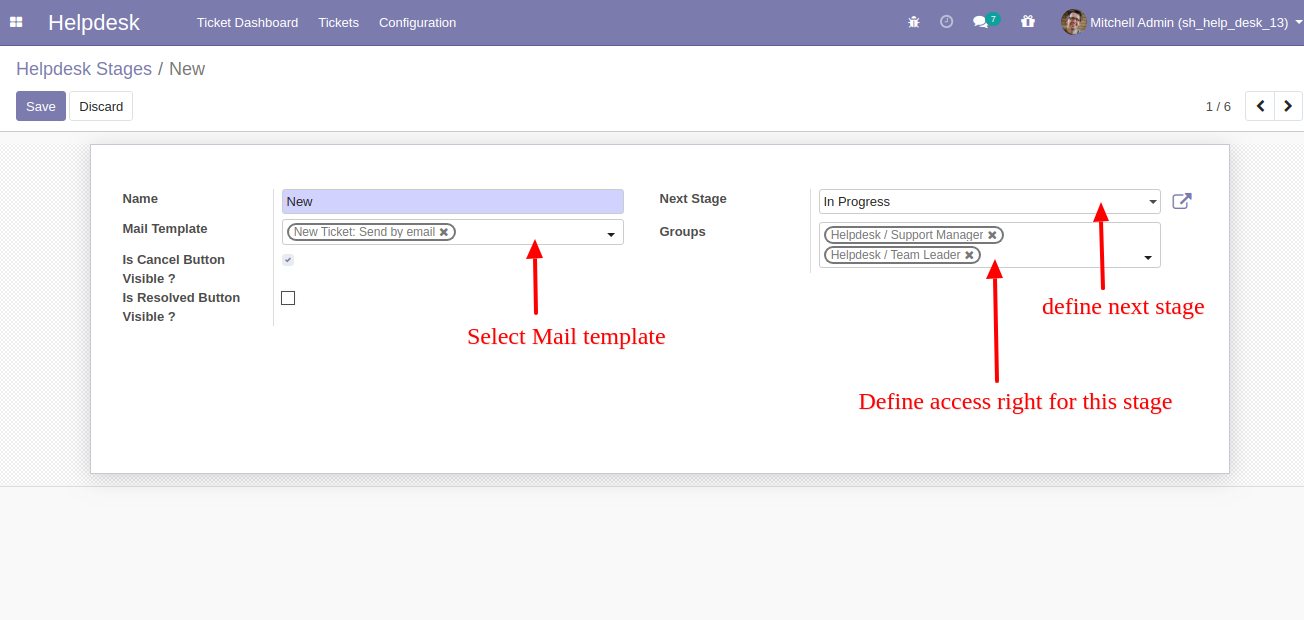 Helpdesk Ticket Dashboard Tickets Configuration 7 Mitchell Admin (sh_help_desk_13)
Helpdesk Stages / New
Save Discard 1 / 6
Name New Next Stage In Progress
Mail Template New Ticket: Send by email Groups Helpdesk / Support Manager
Helpdesk / Team Leader
Is Cancel Button
Visible ?
Is Resolved Button
Visible ?
define next stage
Select Mail template
Define access right for this stage